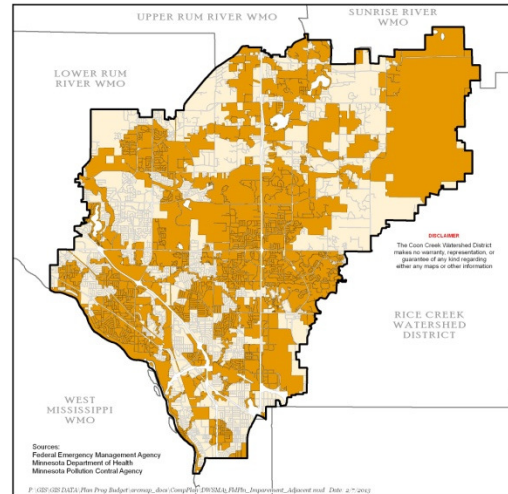 UPPER RUM RIVER WMO
SUNRISE RIVER
WMO
LOWER RUM
RIVER WMO
DISCLAIMER
The Coon Creek Watershed District
makes no warranty, representation, or
guarantee of any kind regarding
either any maps or other information
RICE CREEK
WATERSHED
DISTRICT
WEST
MISSISSIPPI
WMO
Sources:
Federal Emergency Management Agency
Minnesota Department of Health
Minnesota Pollution Control Agency